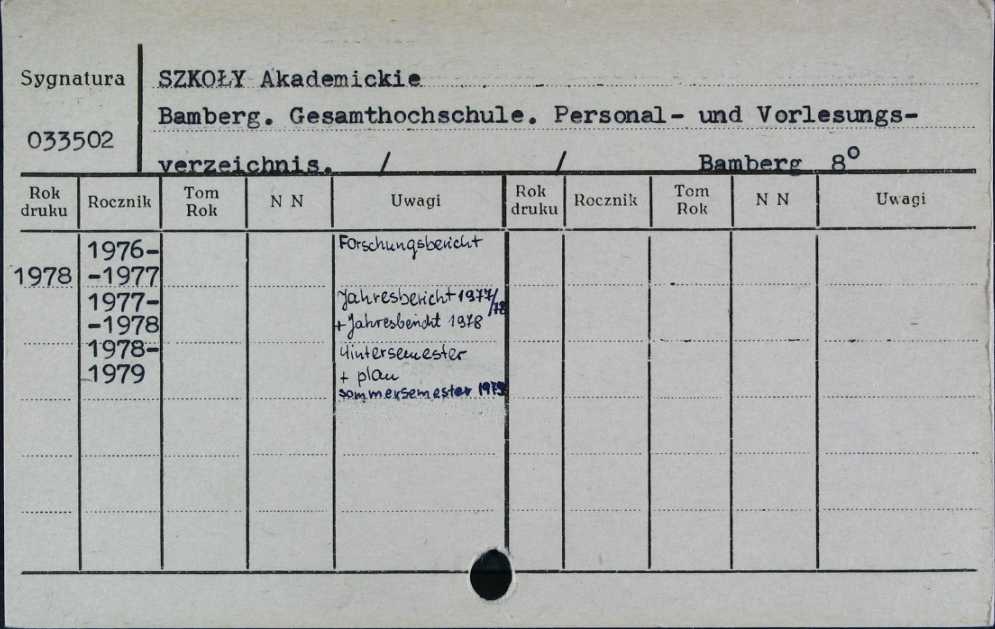 Sygnatura
SZKOŁY Akademickie
Bamberg. Gesamthochschule. Personal- und Vorlesungs-
033502
verzeichnis. / / Bamberg 8°
Rok druku Rocznik Tom Rok N N Uwagi Rok druku Rocznik Tom Rok N N Uwagi
1976- Forschungsbericht
1978 -1977
1977- Jahresbericht 1977/78
-1978 + Jahresbericht 1978
1978- Wintersemester
1979 + plan
sommersemester 1979